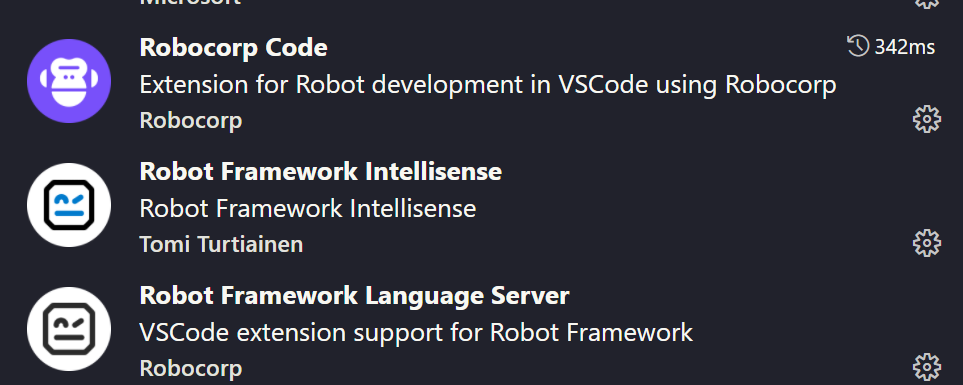 Microsoft
Robocorp Code
342ms
Extension for Robot development in VSCode using Robocorp
Robocorp
Robot Framework Intellisense
Robot Framework Intellisense
Tomi Turtiainen
Robot Framework Language Server
VSCode extension support for Robot Framework
Robocorp